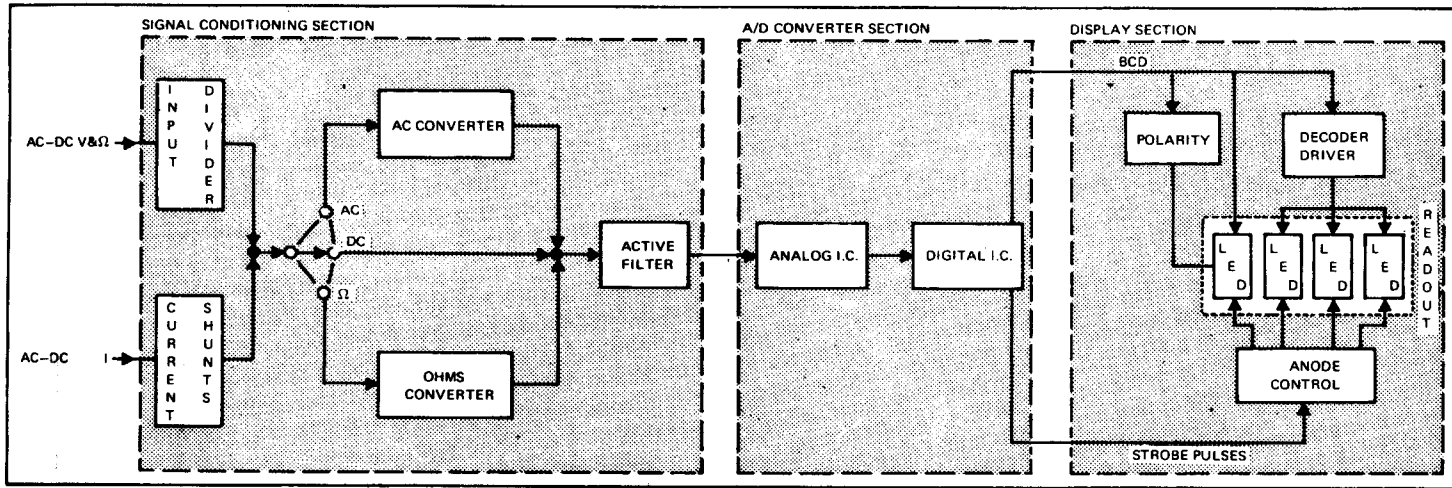 SIGNAL CONDITIONING SECTION
A/D CONVERTER SECTION
DISPLAY SECTION
BCD
INPUT
DIVIDER
AC-DC V&Ω
AC CONVERTER
POLARITY
DECODER
DRIVER
AC
DC
Ω
ACTIVE
FILTER
ANALOG I.C.
DIGITAL I.C.
LED
LED
LED
LED
READOUT
AC-DC I
CURRENT
SHUNTS
OHMS
CONVERTER
ANODE
CONTROL
STROBE PULSES